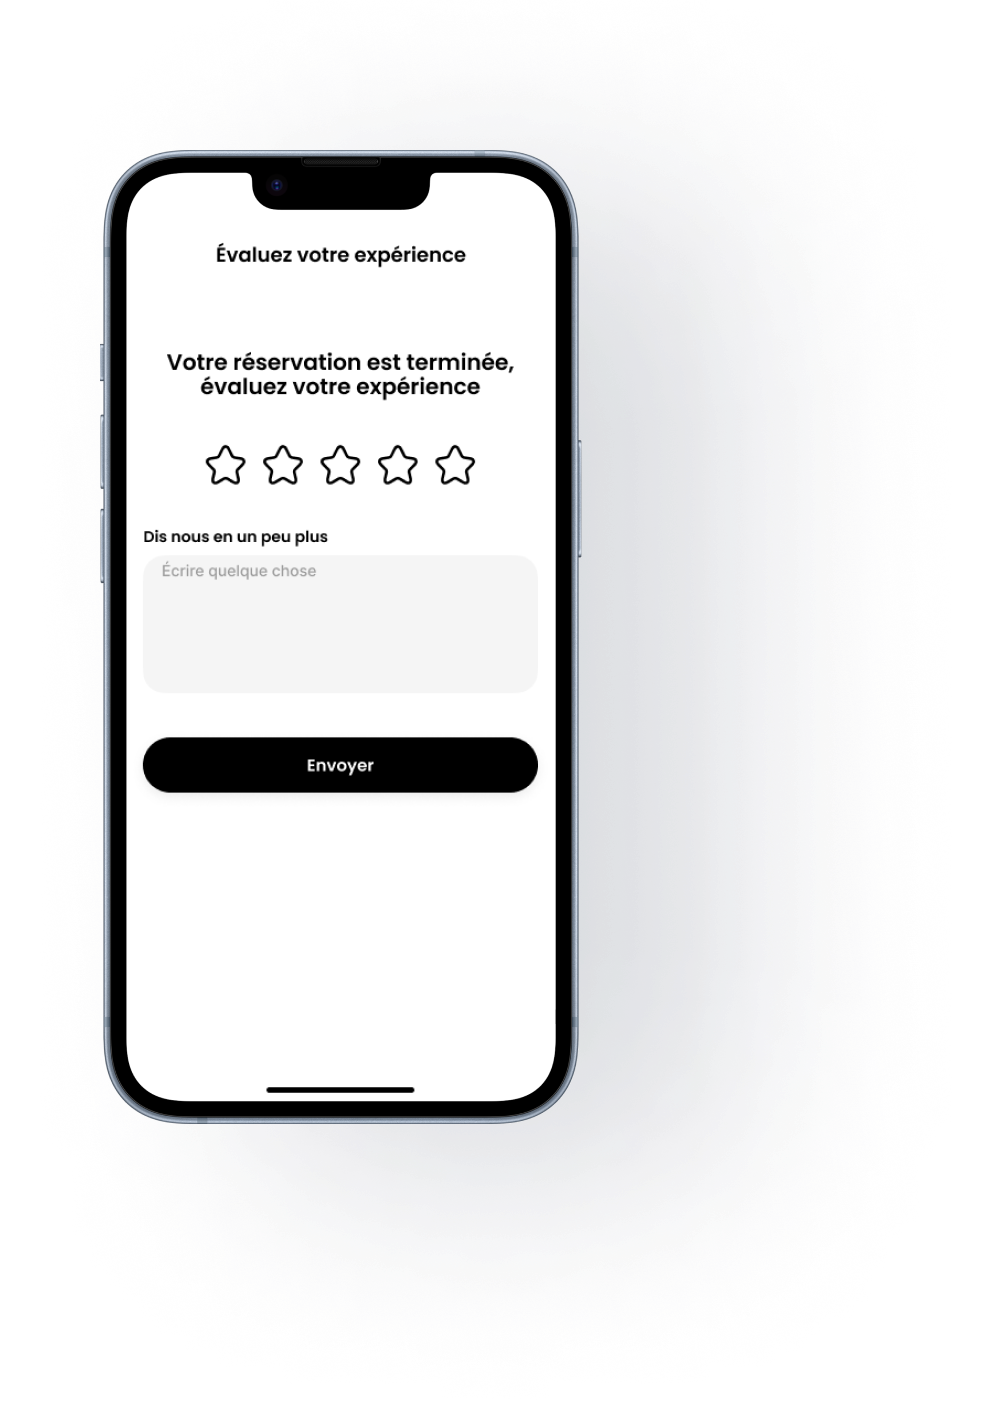 Évaluez votre expérience
Votre réservation est terminée,
évaluez votre expérience
Dis nous en un peu plus
Écrire quelque chose
Envoyer